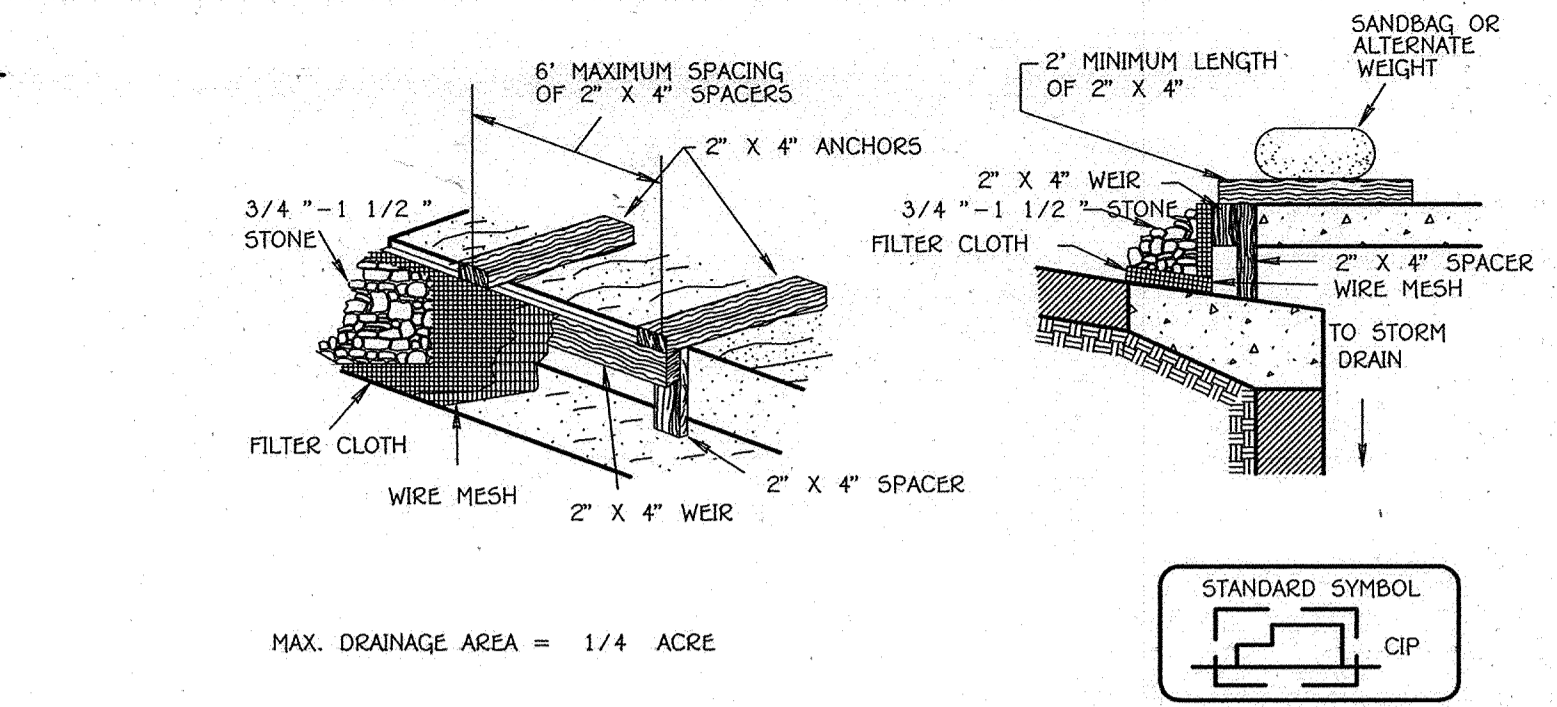 6' MAXIMUM SPACING
OF 2" X 4" SPACERS
2" X 4" ANCHORS
3/4 "-1 1/2 "
STONE
FILTER CLOTH
WIRE MESH
2" X 4" WEIR
2" X 4" SPACER
SANDBAG OR
ALTERNATE
WEIGHT
2' MINIMUM LENGTH
OF 2" X 4"
2" X 4" WEIR
3/4 "-1 1/2 " STONE
FILTER CLOTH
2" X 4" SPACER
WIRE MESH
TO STORM
DRAIN
MAX. DRAINAGE AREA = 1/4 ACRE
STANDARD SYMBOL
CIP